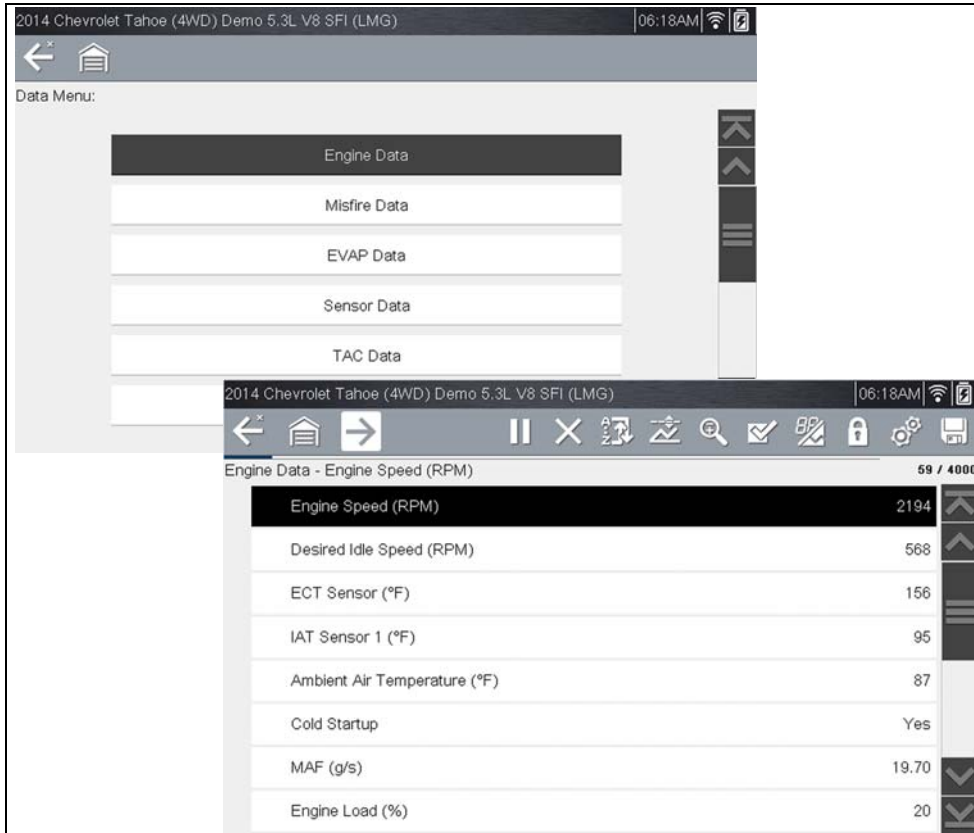 2014 Chevrolet Tahoe (4WD) Demo 5.3L V8 SFI (LMG) 06:18AM
Data Menu:
Engine Data
Misfire Data
EVAP Data
Sensor Data
TAC Data
2014 Chevrolet Tahoe (4WD) Demo 5.3L V8 SFI (LMG) 06:18AM
Engine Data - Engine Speed (RPM) 59 / 4000
Engine Speed (RPM) 2194
Desired Idle Speed (RPM) 568
ECT Sensor (°F) 156
IAT Sensor 1 (°F) 95
Ambient Air Temperature (°F) 87
Cold Startup Yes
MAF (g/s) 19.70
Engine Load (%) 20